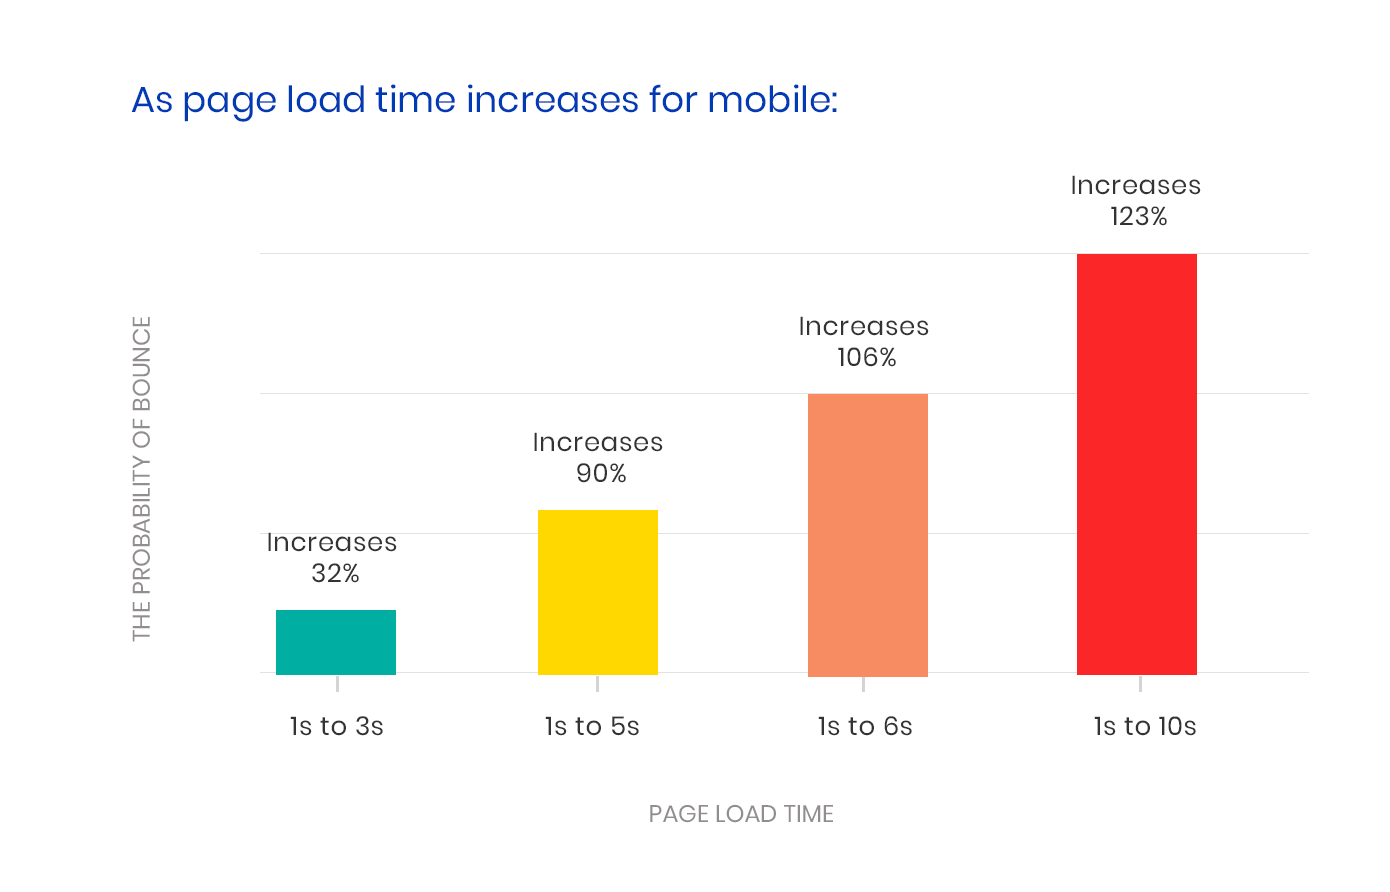 As page load time increases for mobile:
Increases
123%
Increases
106%
Increases
90%
Increases
32%
THE PROBABILITY OF BOUNCE
1s to 3s
1s to 5s
1s to 6s
1s to 10s
PAGE LOAD TIME